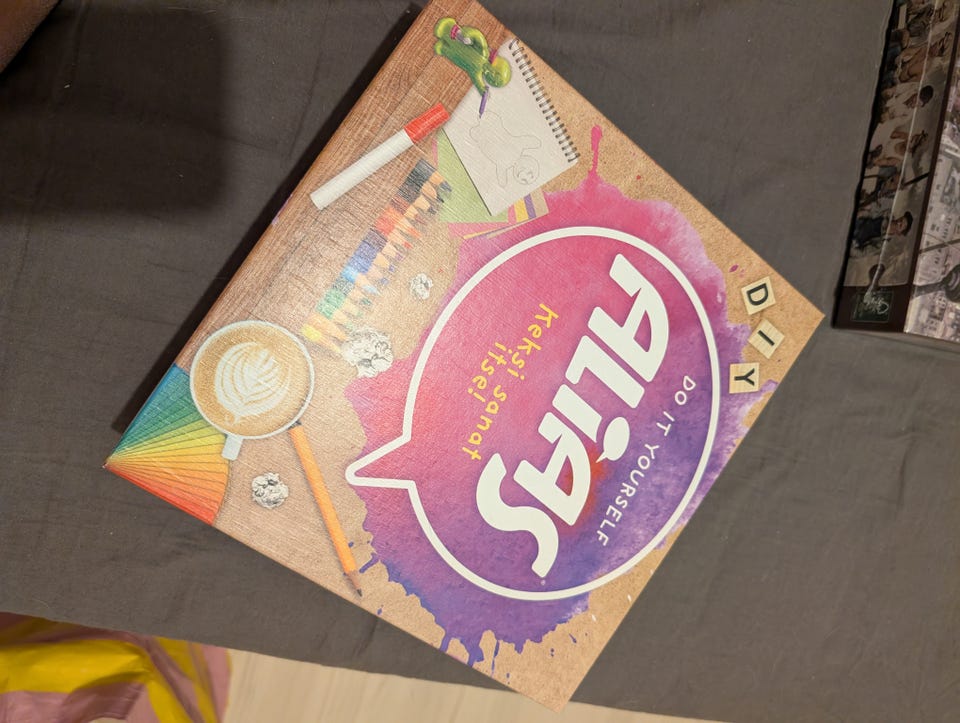 DIY
DO IT YOURSELF
ALIAS
Keksi sanat
itse!